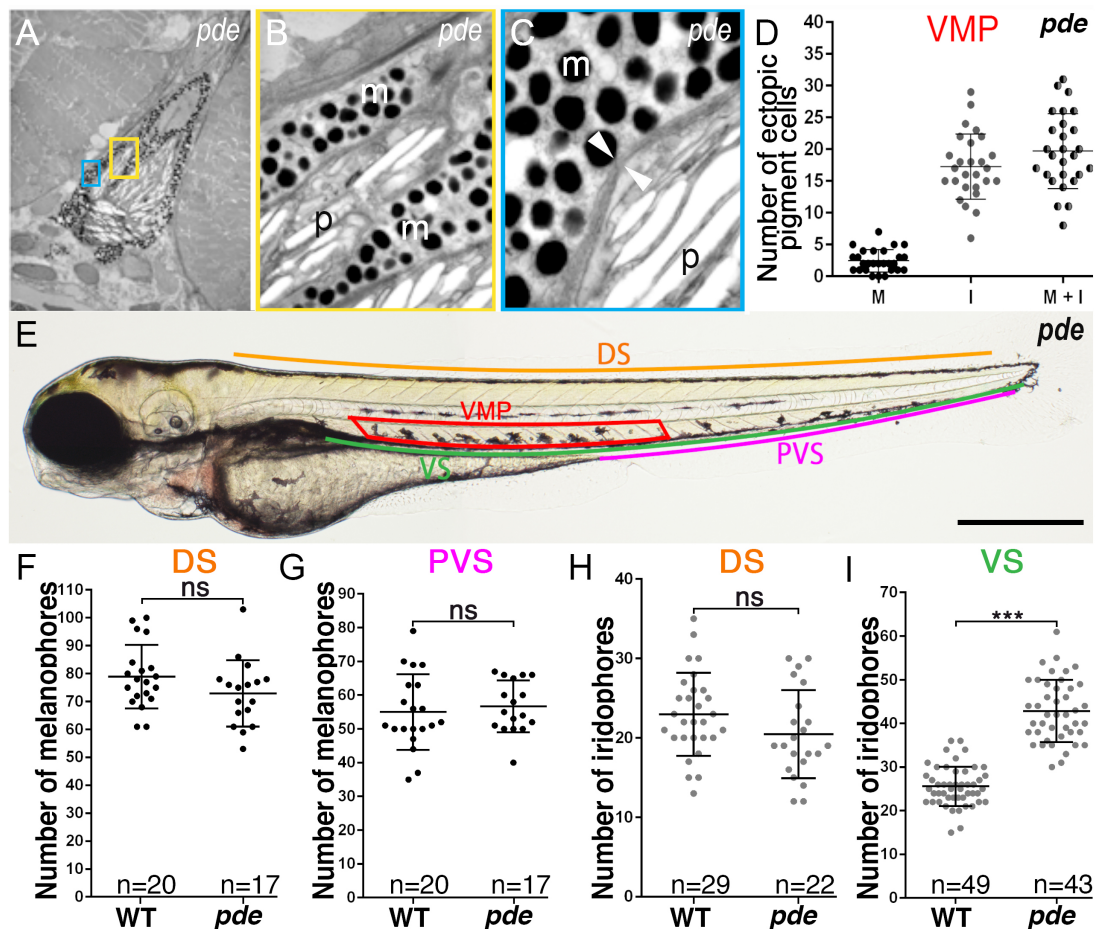 A
pde
B
pde
m
m
p
C
pde
m
p
D
VMP
pde
Number of ectopic
pigment cells
40
35
30
25
20
15
10
5
0
M
I
M + I
E
pde
DS
VMP
VS
PVS
F
DS
ns
Number of melanophores
110
100
90
80
70
60
50
40
30
20
10
0
n=20
n=17
WT
pde
G
PVS
ns
Number of melanophores
90
80
70
60
50
40
30
20
10
0
n=20
n=17
WT
pde
H
DS
ns
Number of iridophores
40
30
20
10
0
n=29
n=22
WT
pde
I
VS
***
Number of iridophores
70
60
50
40
30
20
10
0
n=49
n=43
WT
pde